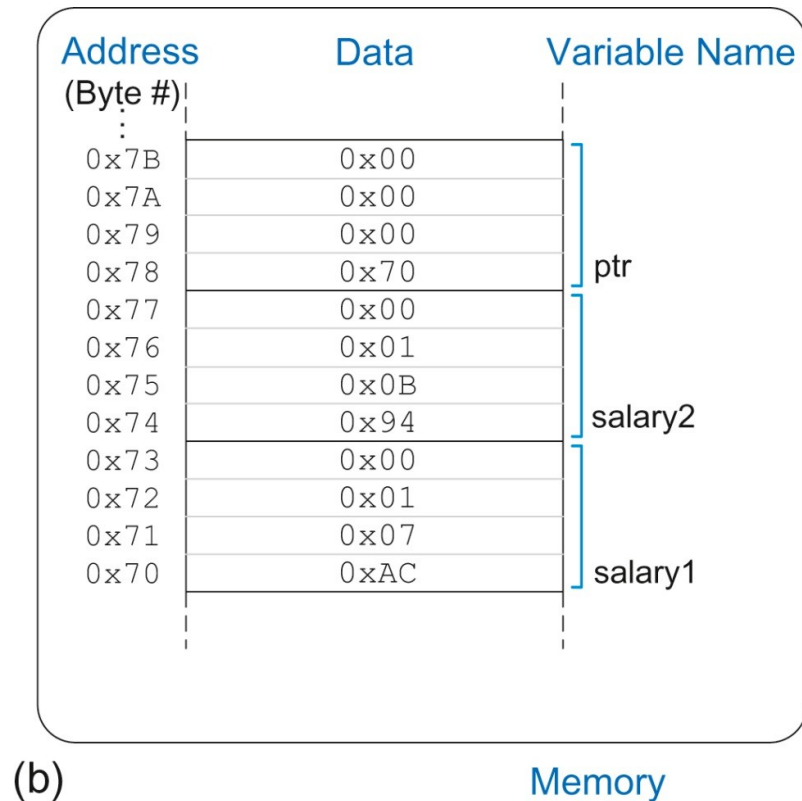 Address Data Variable Name
(Byte #)
⋮
0x7B 0x00
0x7A 0x00
0x79 0x00
0x78 0x70 ptr
0x77 0x00
0x76 0x01
0x75 0x0B
0x74 0x94 salary2
0x73 0x00
0x72 0x01
0x71 0x07
0x70 0xAC salary1
(b) Memory